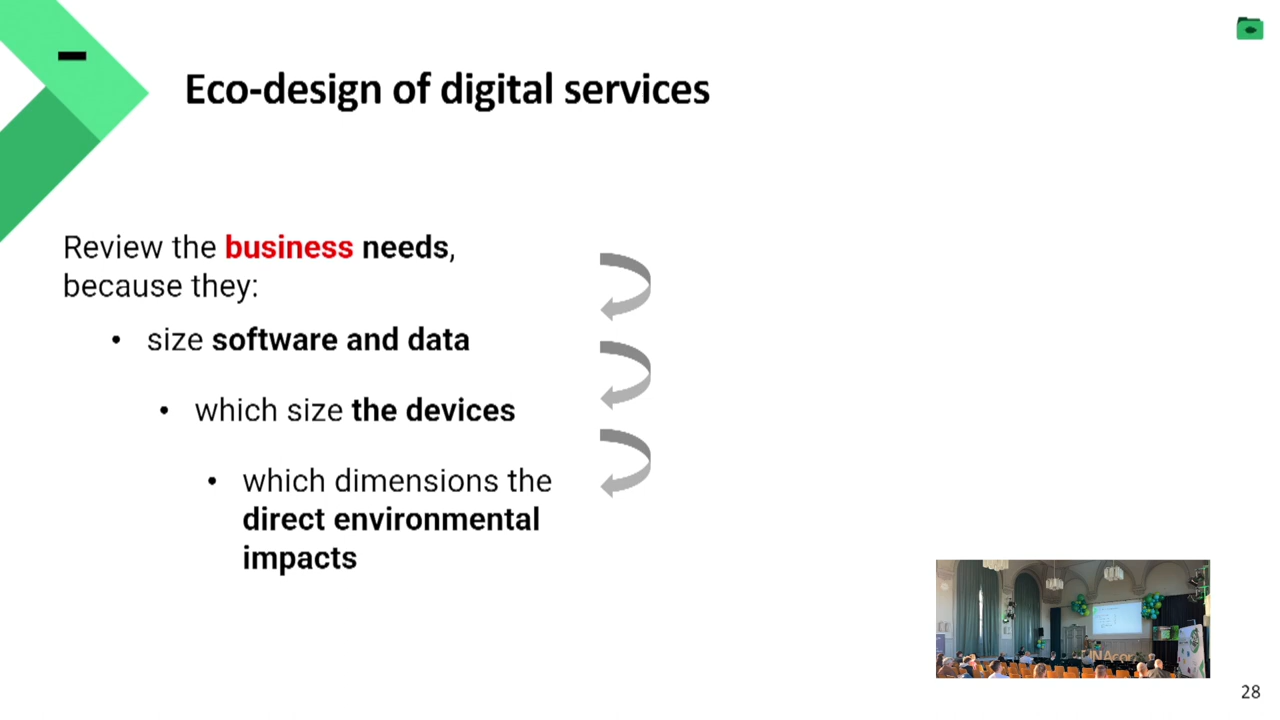 Eco-design of digital services
Review the business needs,
because they:
• size software and data
• which size the devices
• which dimensions the
direct environmental
impacts
28